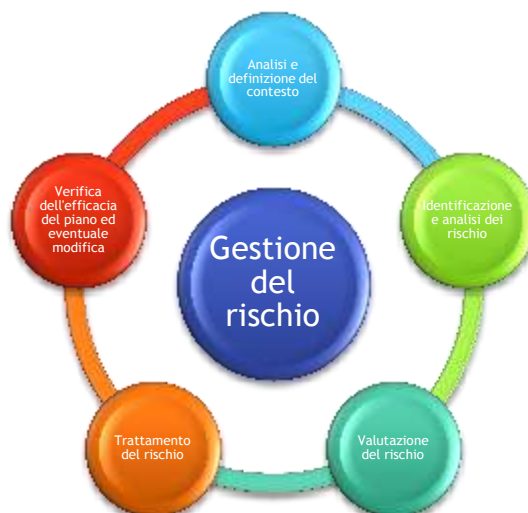 Analisi e
definizione del
contesto
Identificazione
e analisi dei
rischio
Valutazione
del rischio
Trattamento
del rischio
Verifica
dell'efficacia
del piano ed
eventuale
modifica
Gestione
del
rischio